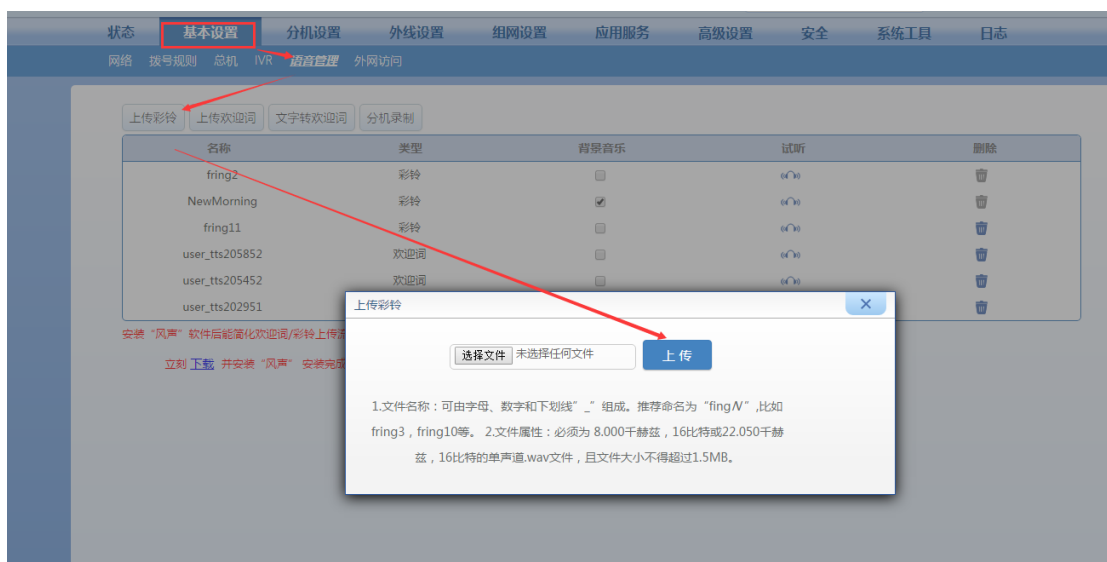 状态 基本设置 分机设置 外线设置 组网设置 应用服务 高级设置 安全 系统工具 日志
网络 拨号规则 总机 IVR 语音管理 外网访问
上传彩铃 上传欢迎词 文字转欢迎词 分机录制
名称 类型 背景音乐 试听 删除
fring2 彩铃
NewMorning 彩铃
fring11 彩铃
user_tts205852 欢迎词
user_tts205452 欢迎词
user_tts202951
安装“风声”软件后能简化欢迎词/彩铃上传流
立刻 下载 并安装“风声” 安装完成
上传彩铃
选择文件 未选择任何文件 上 传
1.文件名称：可由字母、数字和下划线”_”组成。推荐命名为“fingN”,比如
fring3，fring10等。 2.文件属性：必须为 8.000千赫兹，16比特或22.050千赫
兹，16比特的单声道.wav文件，且文件大小不得超过1.5MB。